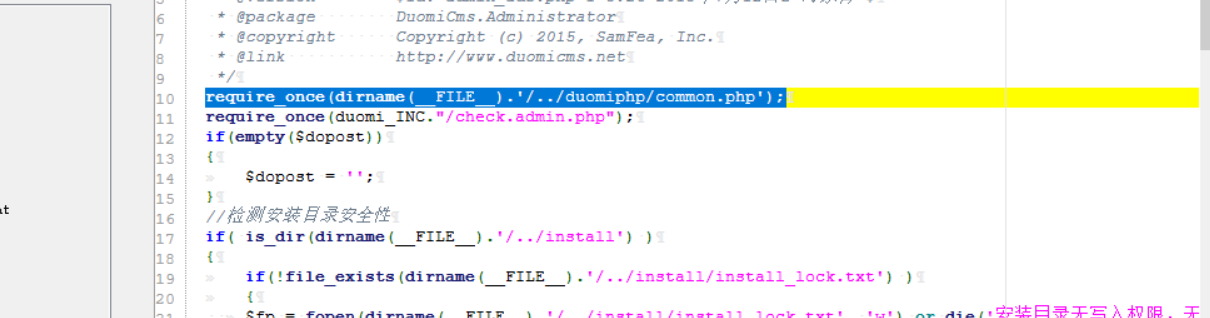 6 * @package DuomiCms.Administrator
7 * @copyright Copyright (c) 2015, SamFea, Inc.
8 * @link http://www.duomicms.net
9 */
10 require_once(dirname(__FILE__).'/../duomiphp/common.php');
11 require_once(duomi_INC."/check.admin.php");
12 if(empty($dopost))
13 {
14 $dopost = '';
15 }
16 //检测安装目录安全性
17 if( is_dir(dirname(__FILE__).'/../install') )
18 {
19 if(!file_exists(dirname(__FILE__).'/../install/install_lock.txt') )
20 {
$fp = fopen(dirname(__FILE__).'/../install/install_lock.txt', 'w') or die('安装目录无写入权限，无